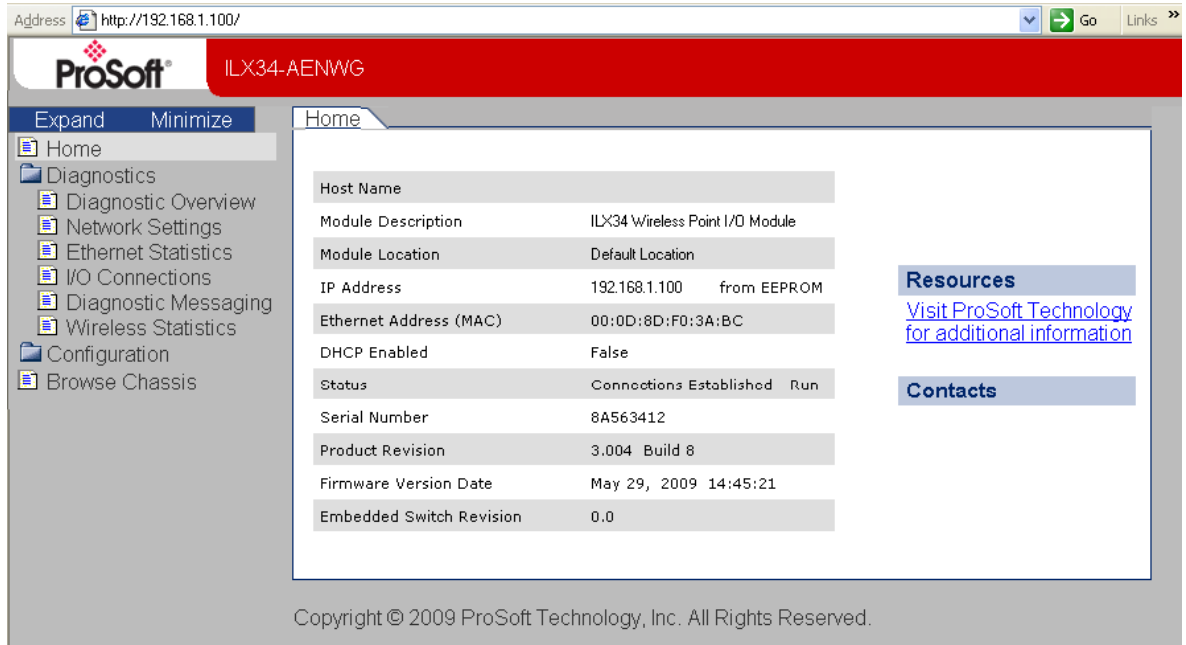 Address http://192.168.1.100/ Go Links »
ProSoft® ILX34-AENWG
Expand Minimize
Home
Diagnostics
Diagnostic Overview
Network Settings
Ethernet Statistics
I/O Connections
Diagnostic Messaging
Wireless Statistics
Configuration
Browse Chassis
Home
Host Name
Module Description ILX34 Wireless Point I/O Module
Module Location Default Location
IP Address 192.168.1.100 from EEPROM
Ethernet Address (MAC) 00:0D:8D:F0:3A:BC
DHCP Enabled False
Status Connections Established Run
Serial Number 8A563412
Product Revision 3.004 Build 8
Firmware Version Date May 29, 2009 14:45:21
Embedded Switch Revision 0.0
Resources
Visit ProSoft Technology
for additional information
Contacts
Copyright © 2009 ProSoft Technology, Inc. All Rights Reserved.